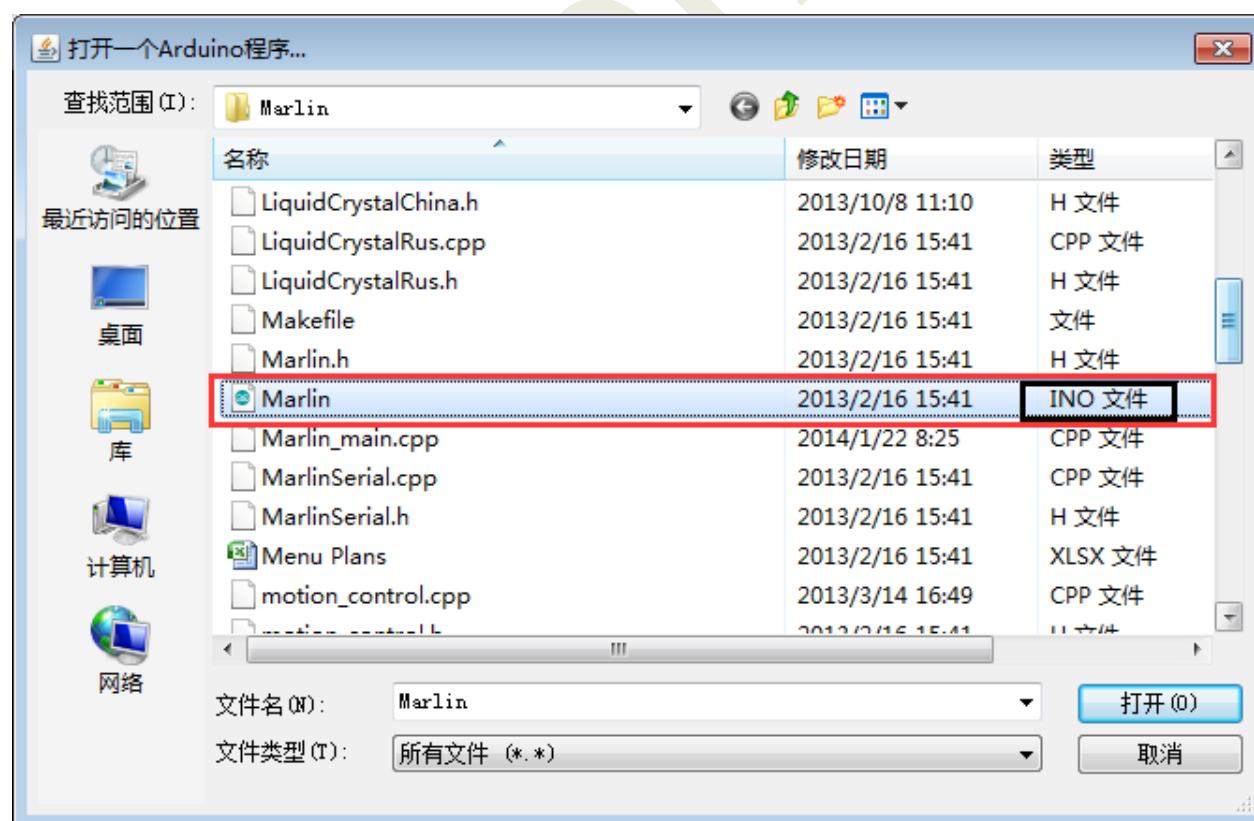 打开一个Arduino程序...
查找范围(I): Marlin
名称 修改日期 类型
LiquidCrystalChina.h 2013/10/8 11:10 H 文件
LiquidCrystalRus.cpp 2013/2/16 15:41 CPP 文件
LiquidCrystalRus.h 2013/2/16 15:41 H 文件
Makefile 2013/2/16 15:41 文件
Marlin.h 2013/2/16 15:41 H 文件
Marlin 2013/2/16 15:41 INO 文件
Marlin_main.cpp 2014/1/22 8:25 CPP 文件
MarlinSerial.cpp 2013/2/16 15:41 CPP 文件
MarlinSerial.h 2013/2/16 15:41 H 文件
Menu Plans 2013/2/16 15:41 XLSX 文件
motion_control.cpp 2013/3/14 16:49 CPP 文件
motion_control.h 2013/2/16 15:41 H 文件
最近访问的位置
桌面
库
计算机
网络
文件名(N): Marlin 打开(O)
文件类型(T): 所有文件 (*.*) 取消